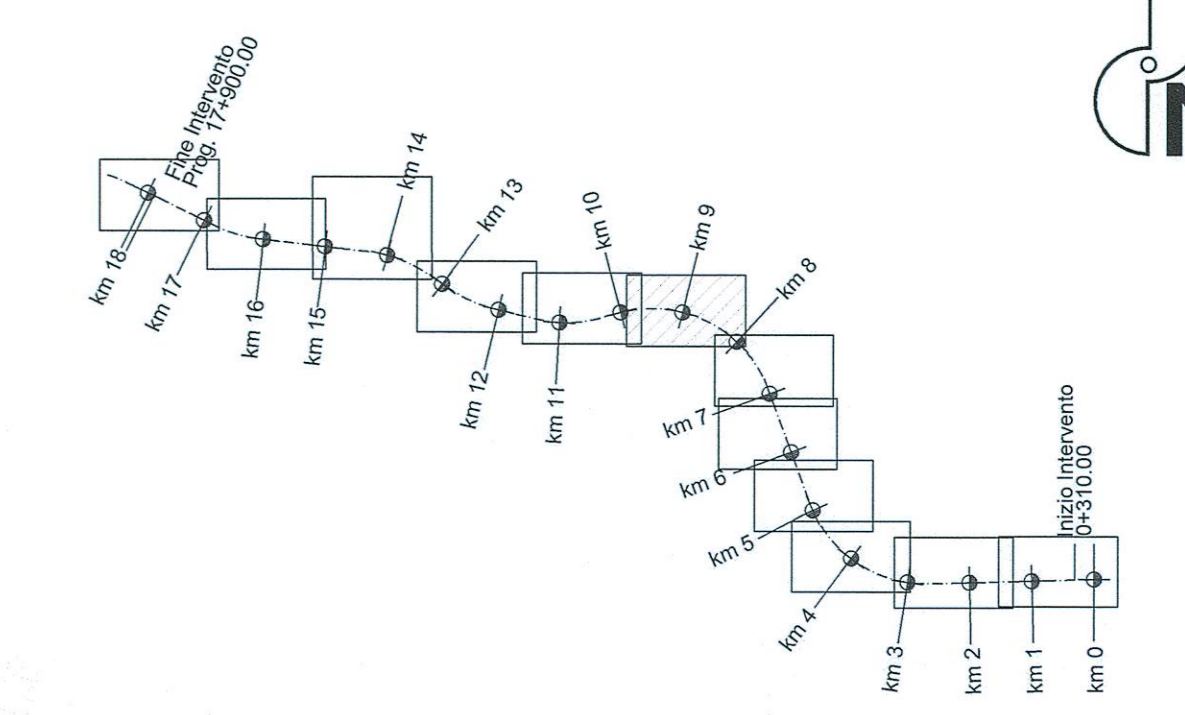 Fine Intervento
Prog. 17+900.00
km 18
km 17
km 16
km 15
km 14
km 13
km 12
km 11
km 10
km 9
km 8
km 7
km 6
km 5
km 4
km 3
km 2
km 1
km 0
Inizio Intervento
0+310.00